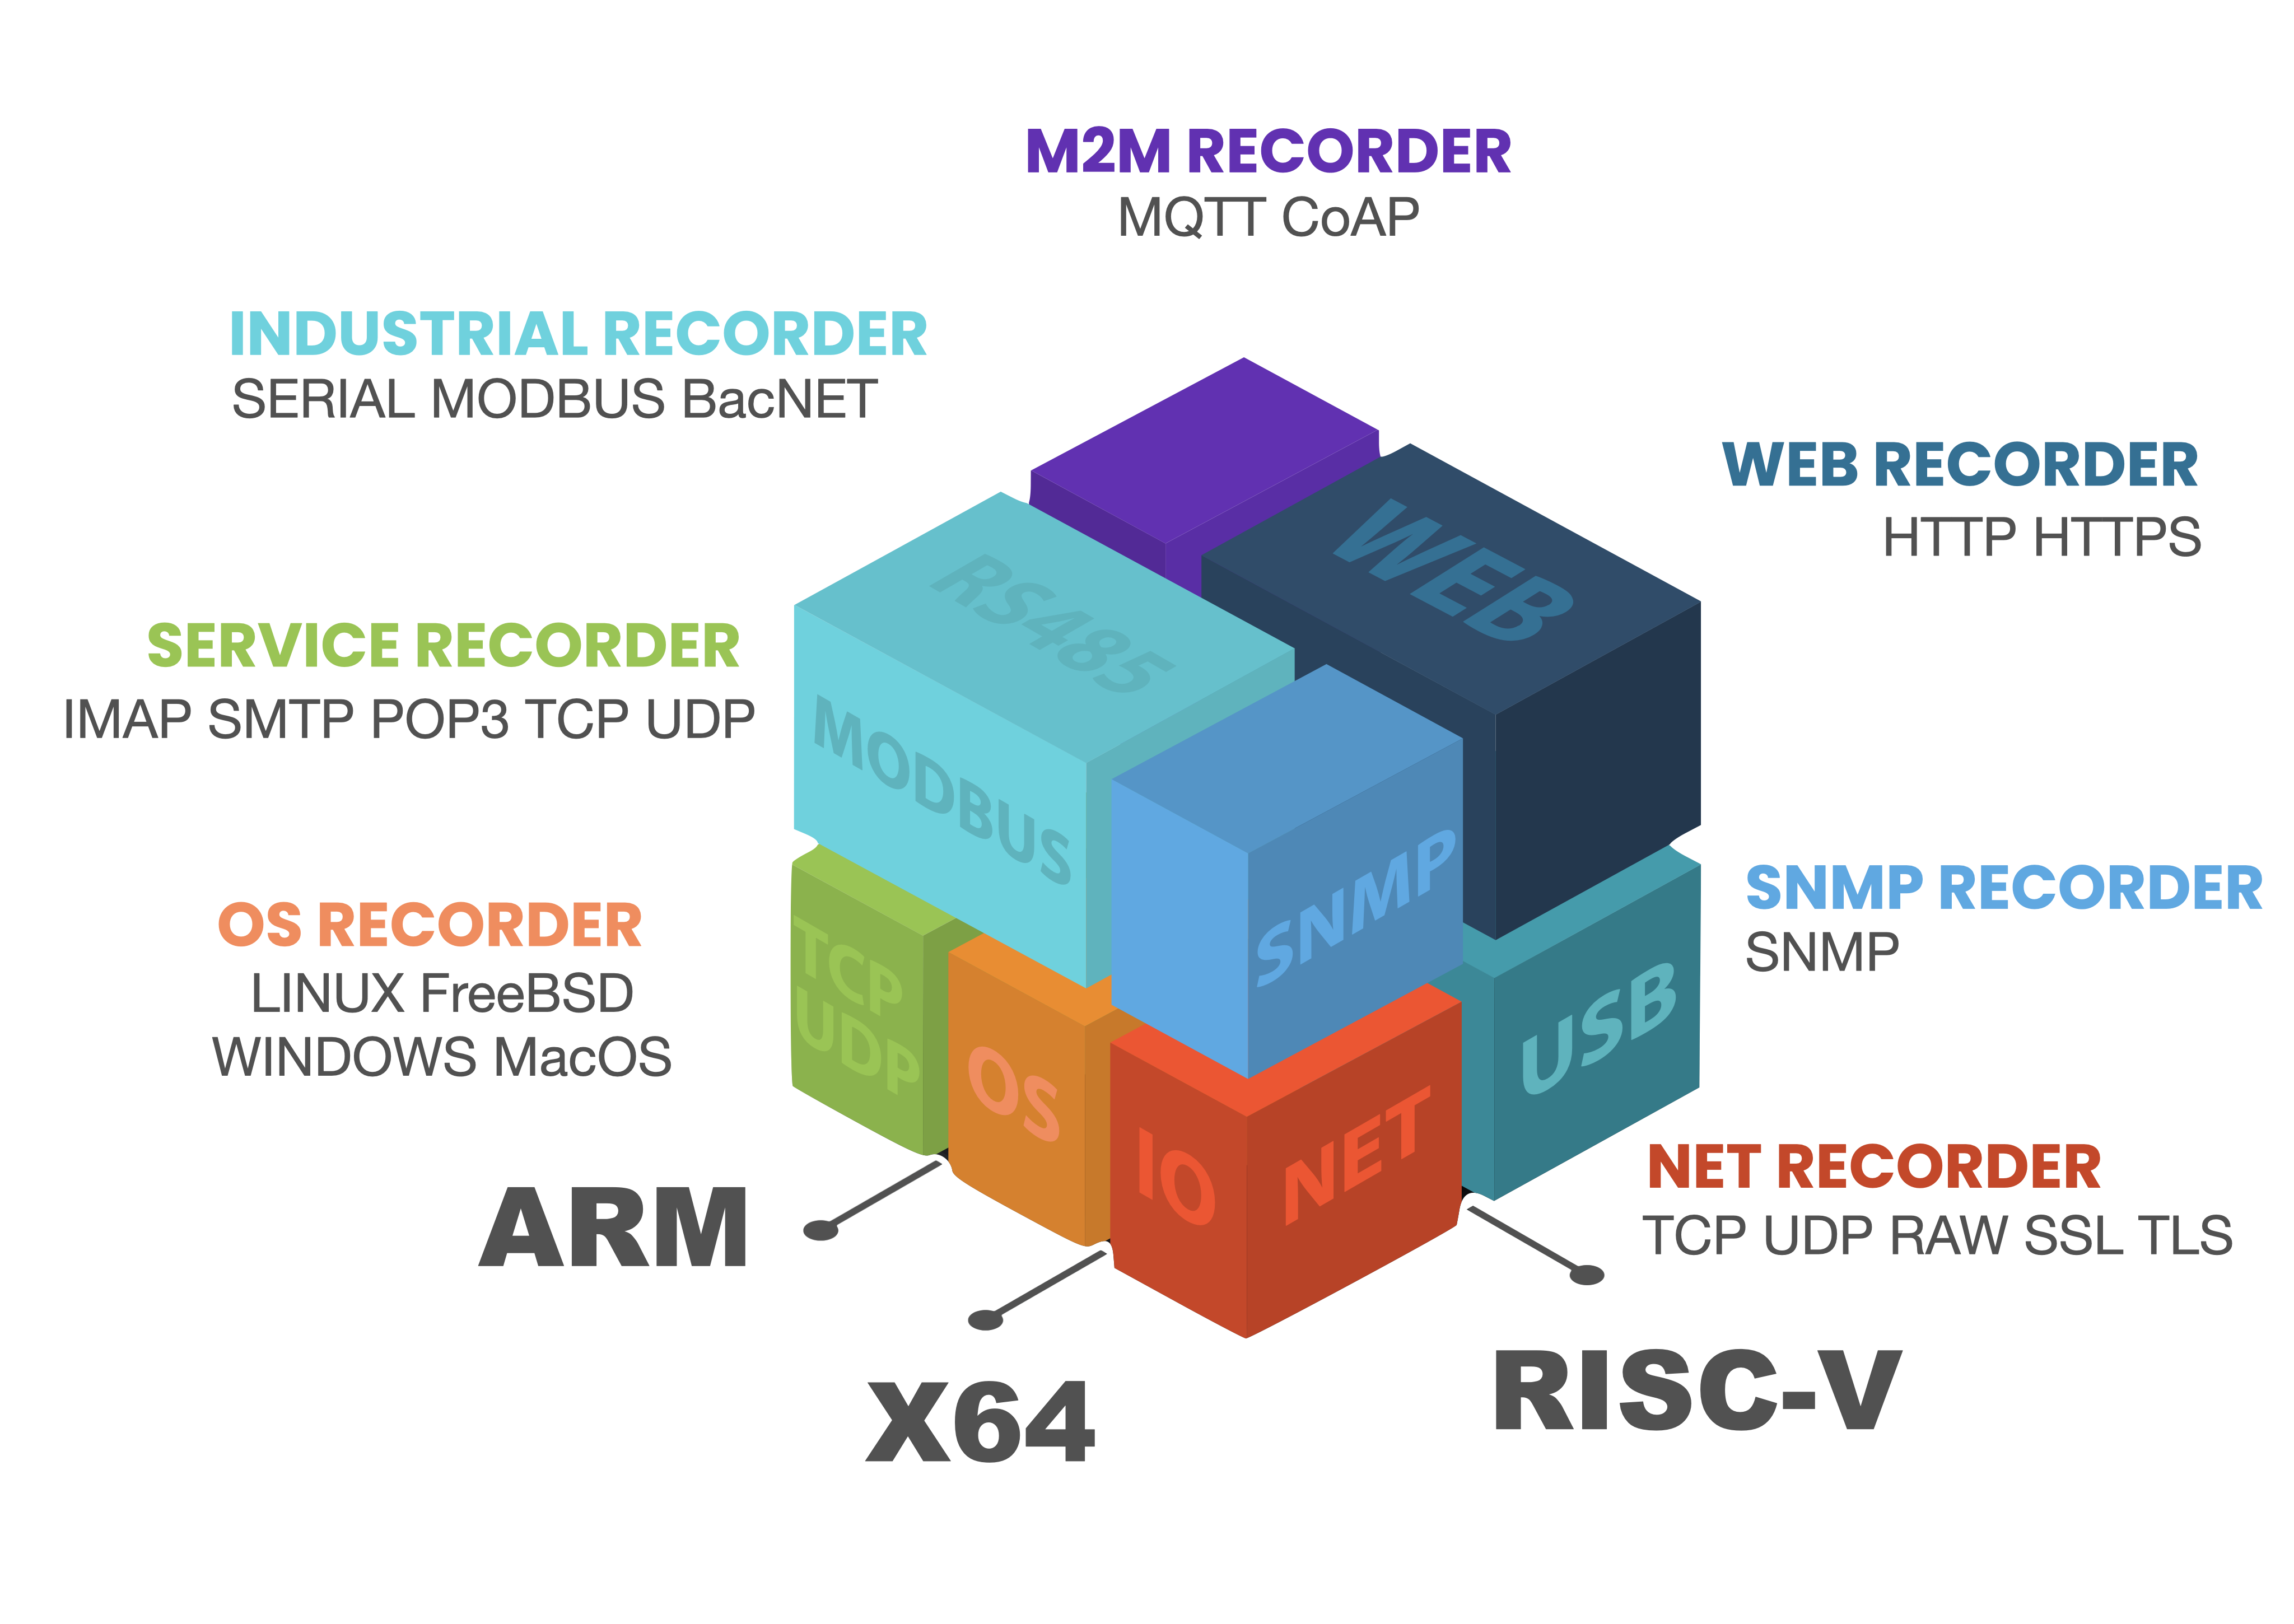 M2M RECORDER
MQTT CoAP
INDUSTRIAL RECORDER
SERIAL MODBUS BacNET
WEB RECORDER
HTTP HTTPS
SERVICE RECORDER
IMAP SMTP POP3 TCP UDP
RS485
WEB
MODBUS
SNMP
SNMP RECORDER
SNMP
OS RECORDER
LINUX FreeBSD
WINDOWS MacOS
TCP
UDP
OS
IO
NET
USB
NET RECORDER
TCP UDP RAW SSL TLS
ARM
X64
RISC-V